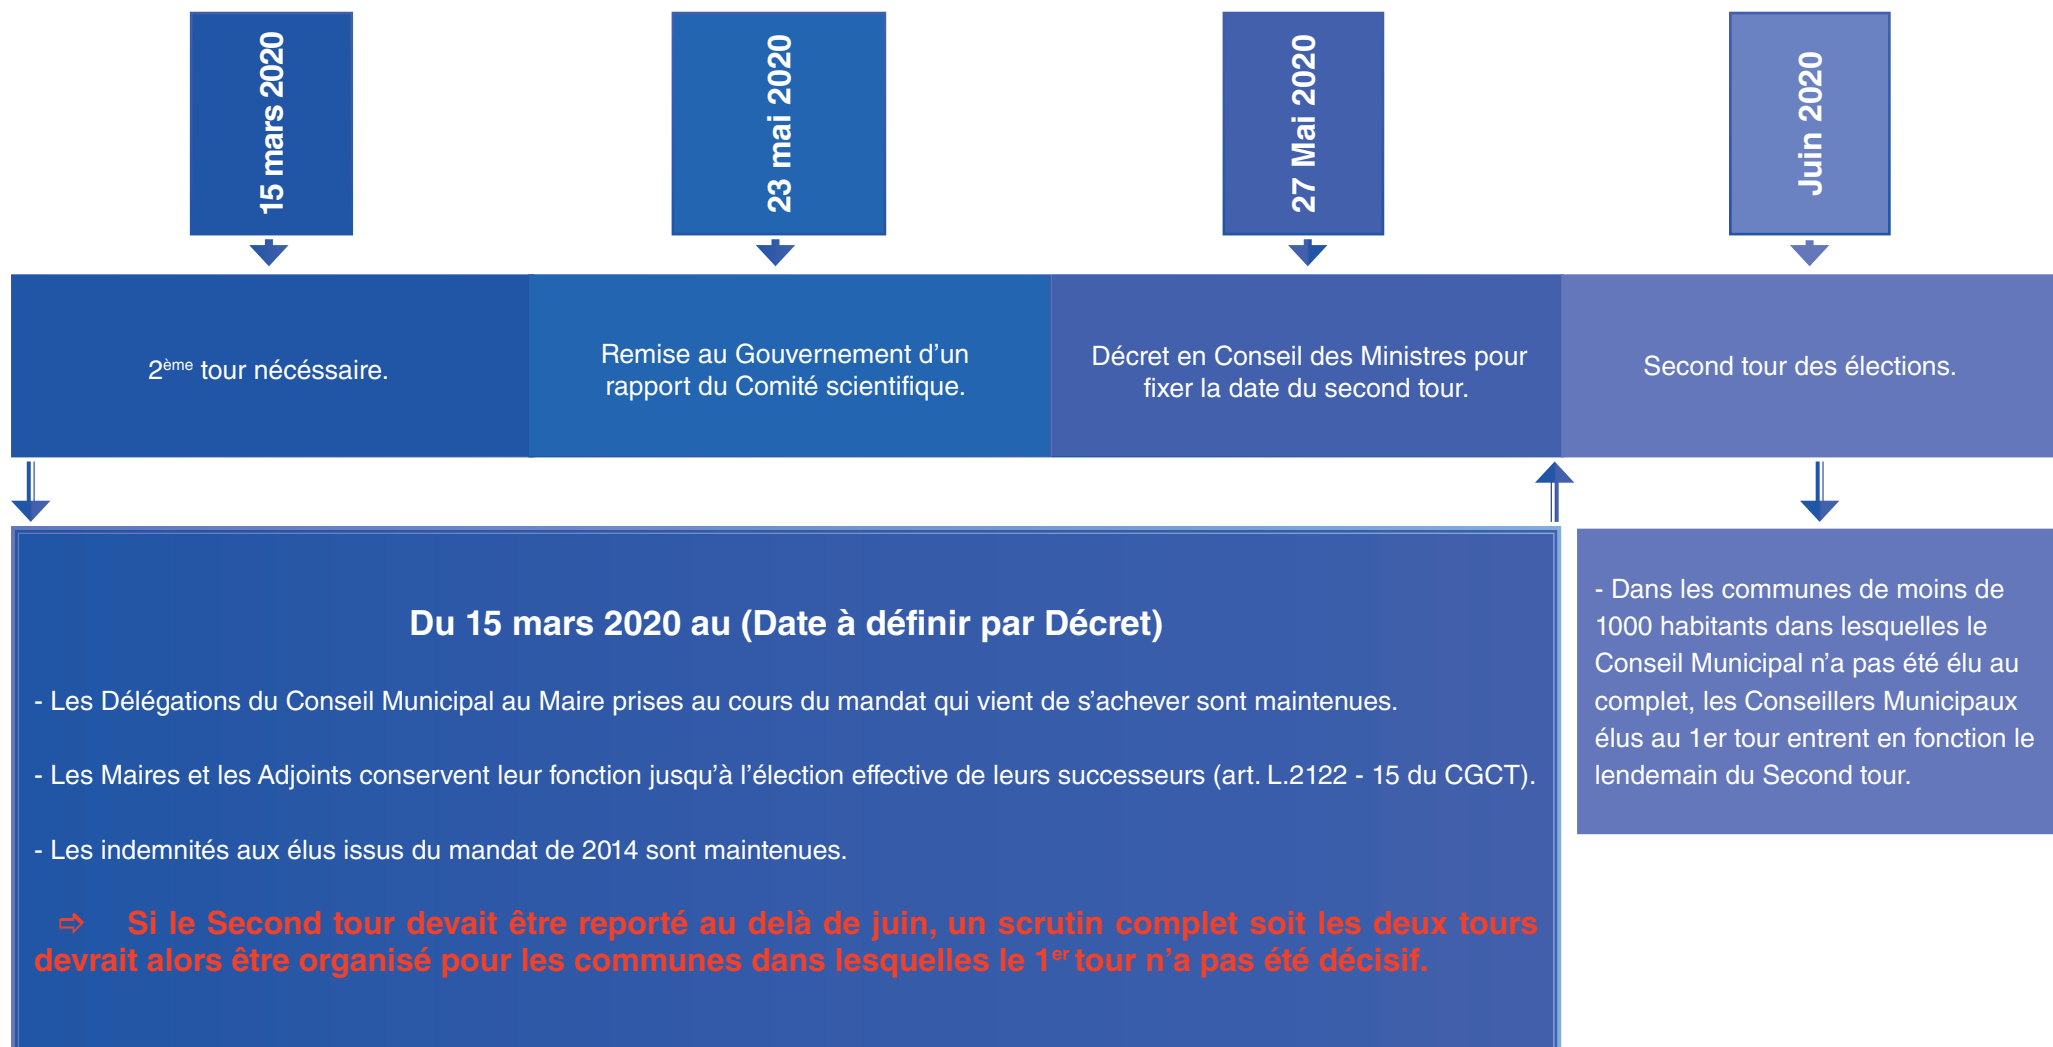 15 mars 2020
23 mai 2020
27 Mai 2020
Juin 2020
2ème tour nécéssaire.
Remise au Gouvernement d'un
rapport du Comité scientifique.
Décret en Conseil des Ministres pour
fixer la date du second tour.
Second tour des élections.
Du 15 mars 2020 au (Date à définir par Décret)
- Les Délégations du Conseil Municipal au Maire prises au cours du mandat qui vient de s'achever sont maintenues.
- Les Maires et les Adjoints conservent leur fonction jusqu'à l'élection effective de leurs successeurs (art. L.2122 - 15 du CGCT).
- Les indemnités aux élus issus du mandat de 2014 sont maintenues.
⇨ Si le Second tour devait être reporté au delà de juin, un scrutin complet soit les deux tours
devrait alors être organisé pour les communes dans lesquelles le 1er tour n'a pas été décisif.
- Dans les communes de moins de
1000 habitants dans lesquelles le
Conseil Municipal n'a pas été élu au
complet, les Conseillers Municipaux
élus au 1er tour entrent en fonction le
lendemain du Second tour.